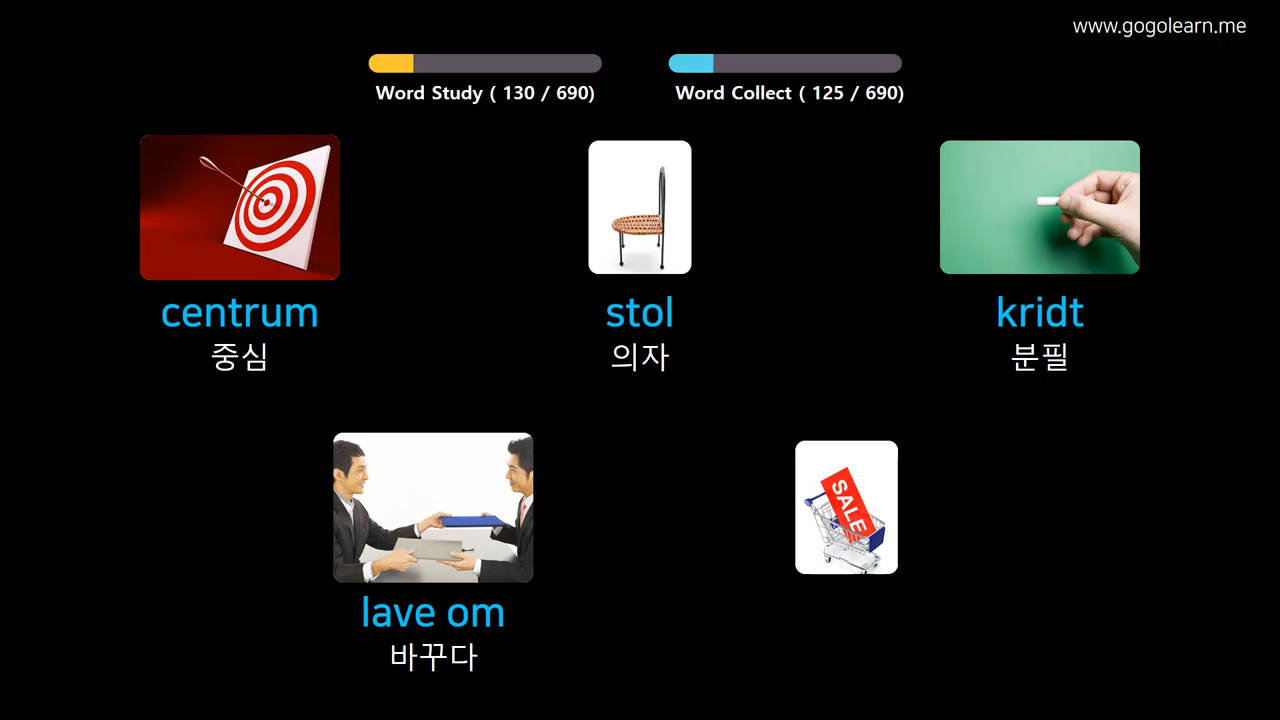 www.gogolearn.me
Word Study ( 130 / 690)
Word Collect ( 125 / 690)
centrum
중심
stol
의자
kridt
분필
lave om
바꾸다
SALE